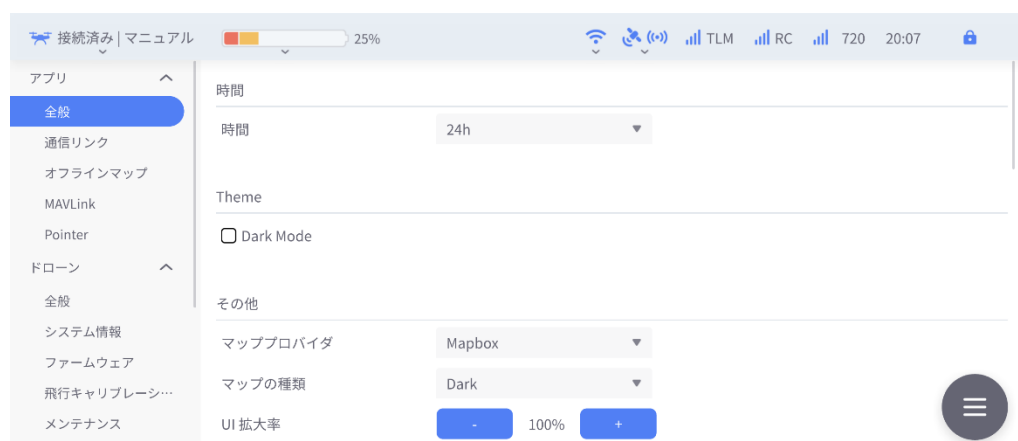 接続済み | マニュアル 25% TLM RC 720 20:07
アプリ
全般
通信リンク
オフラインマップ
MAVLink
Pointer
ドローン
全般
システム情報
ファームウェア
飛行キャリブレーシ…
メンテナンス
時間
時間 24h
Theme
Dark Mode
その他
マッププロバイダ Mapbox
マップの種類 Dark
UI 拡大率 - 100% +